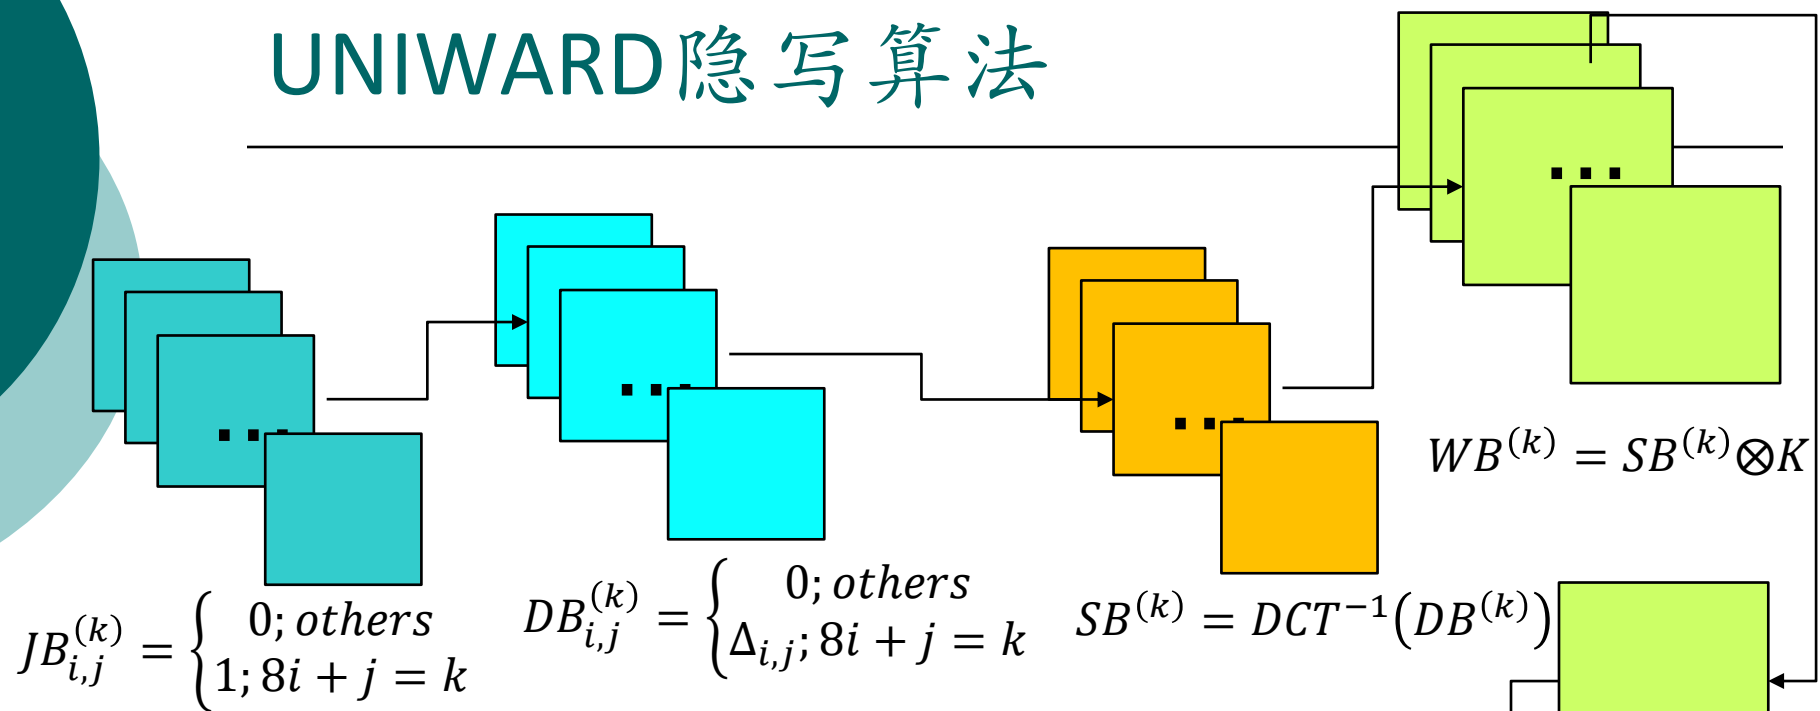 UNIWARD隐写算法
...
...
...
...
WB^{(k)} = SB^{(k)}⊗K
JB_{i,j}^{(k)} = { 0; others
1; 8i + j = k
DB_{i,j}^{(k)} = { 0; others
Δ_{i,j}; 8i + j = k
SB^{(k)} = DCT^{-1}(DB^{(k)})